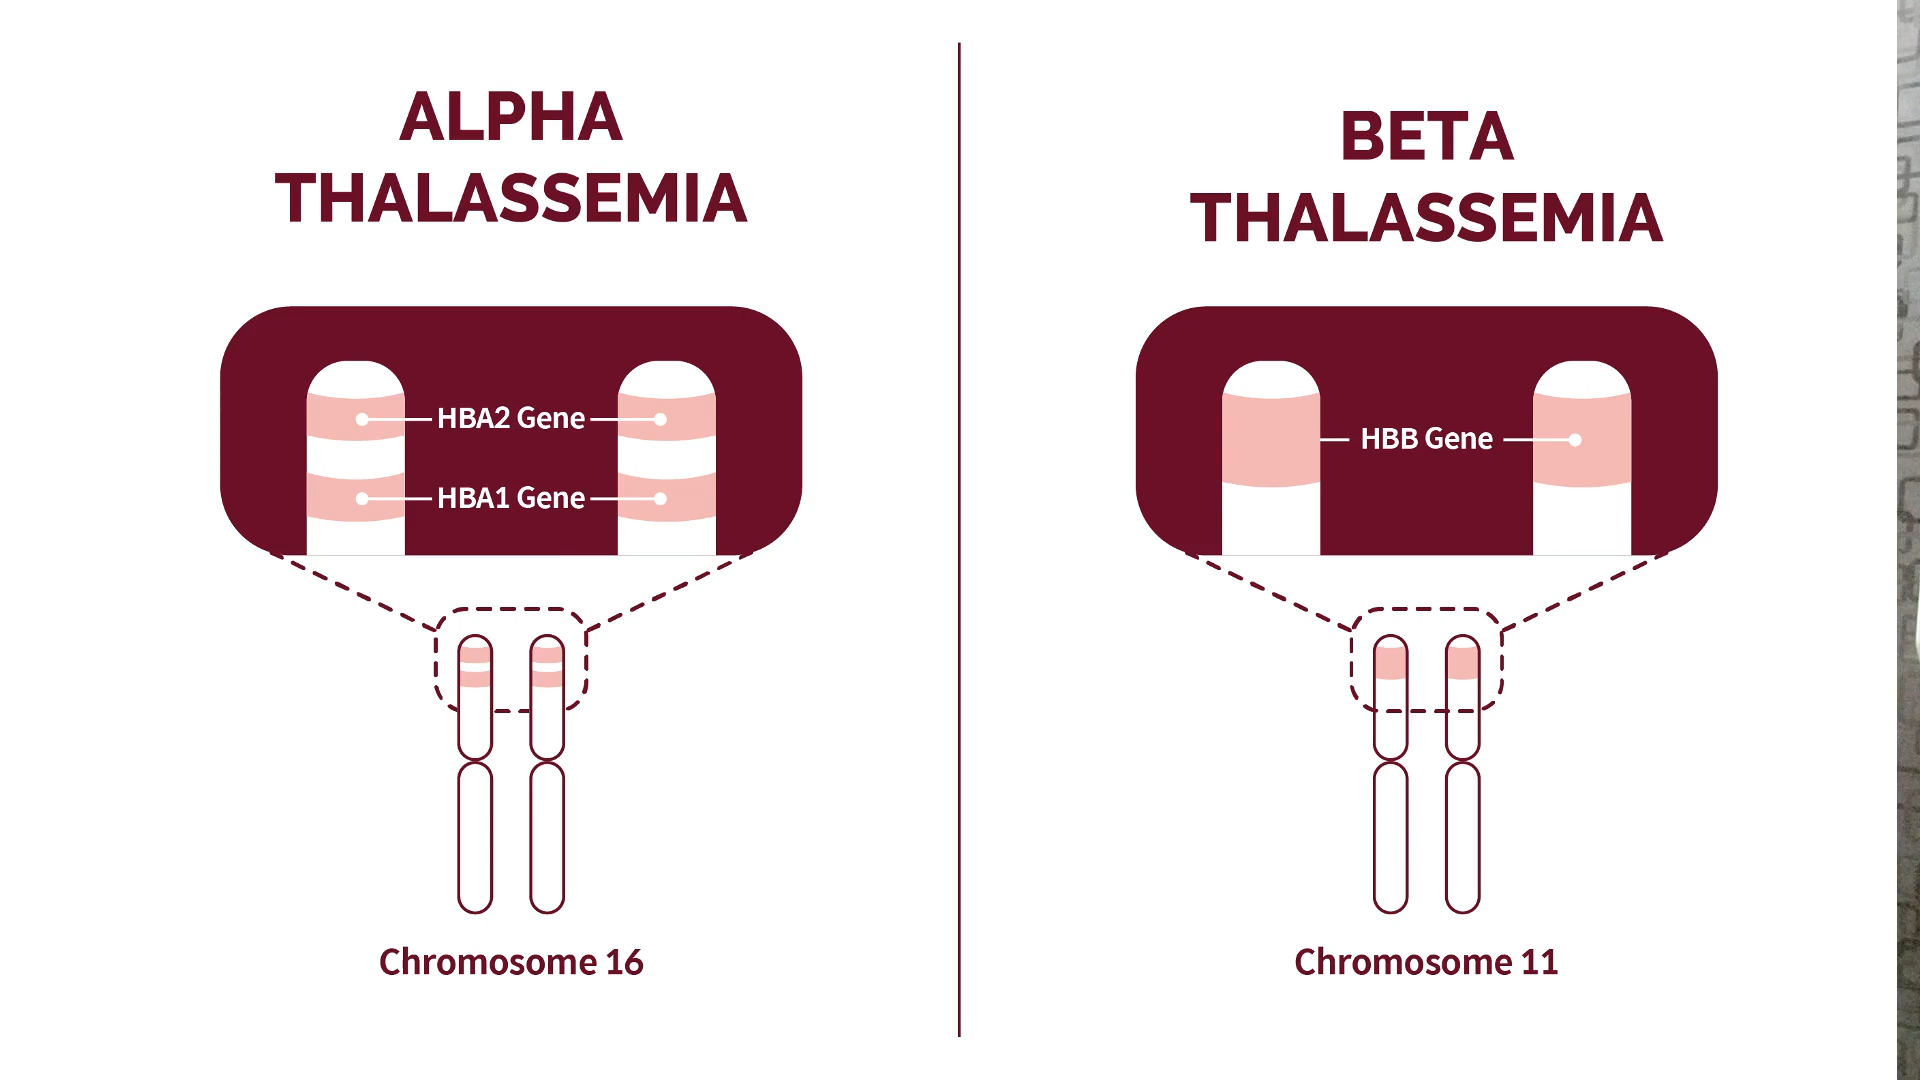 ALPHA
THALASSEMIA
HBA2 Gene
HBA1 Gene
Chromosome 16
BETA
THALASSEMIA
HBB Gene
Chromosome 11